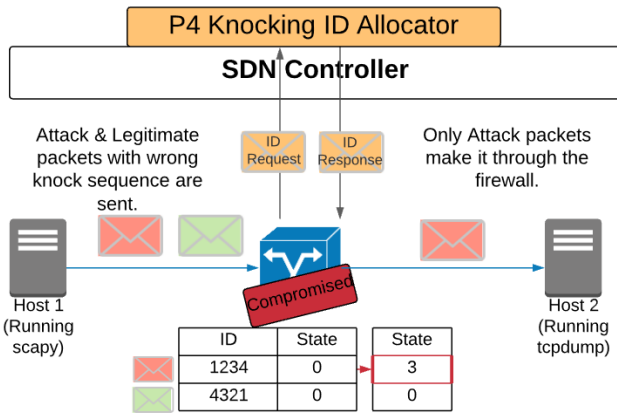 P4 Knocking ID Allocator
SDN Controller
Attack & Legitimate
packets with wrong
knock sequence are
sent.
ID
Request
ID
Response
Only Attack packets
make it through the
firewall.
Host 1
(Running
scapy)
Compromised
Host 2
(Running
tcpdump)
ID State State
1234 0 3
4321 0 0